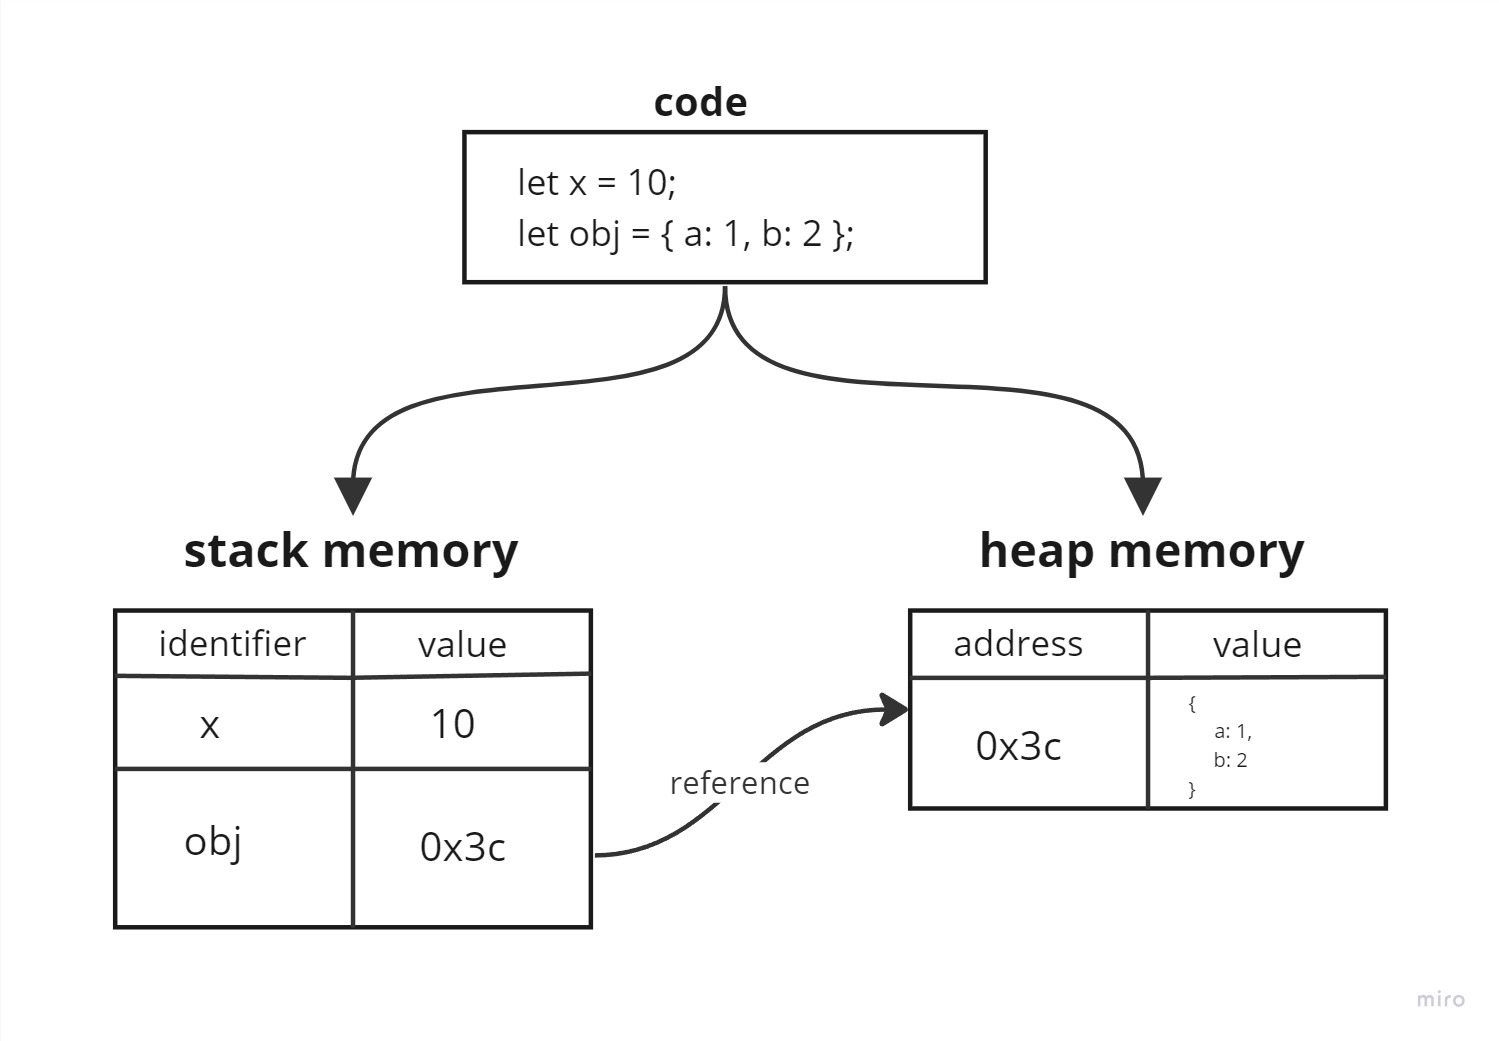 code
let x = 10;
let obj = { a: 1, b: 2 };
stack memory
identifier value
x 10
obj 0x3c
reference
heap memory
address value
0x3c
{
a: 1,
b: 2
}
miro